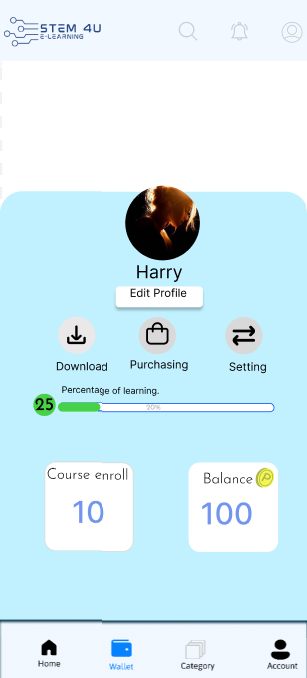 STEM 4U
E-LEARNING
Harry
Edit Profile
Download
Purchasing
Setting
Percentage of learning.
25
20%
Course enroll
Balance
P
10
100
Home
Wallet
Category
Account